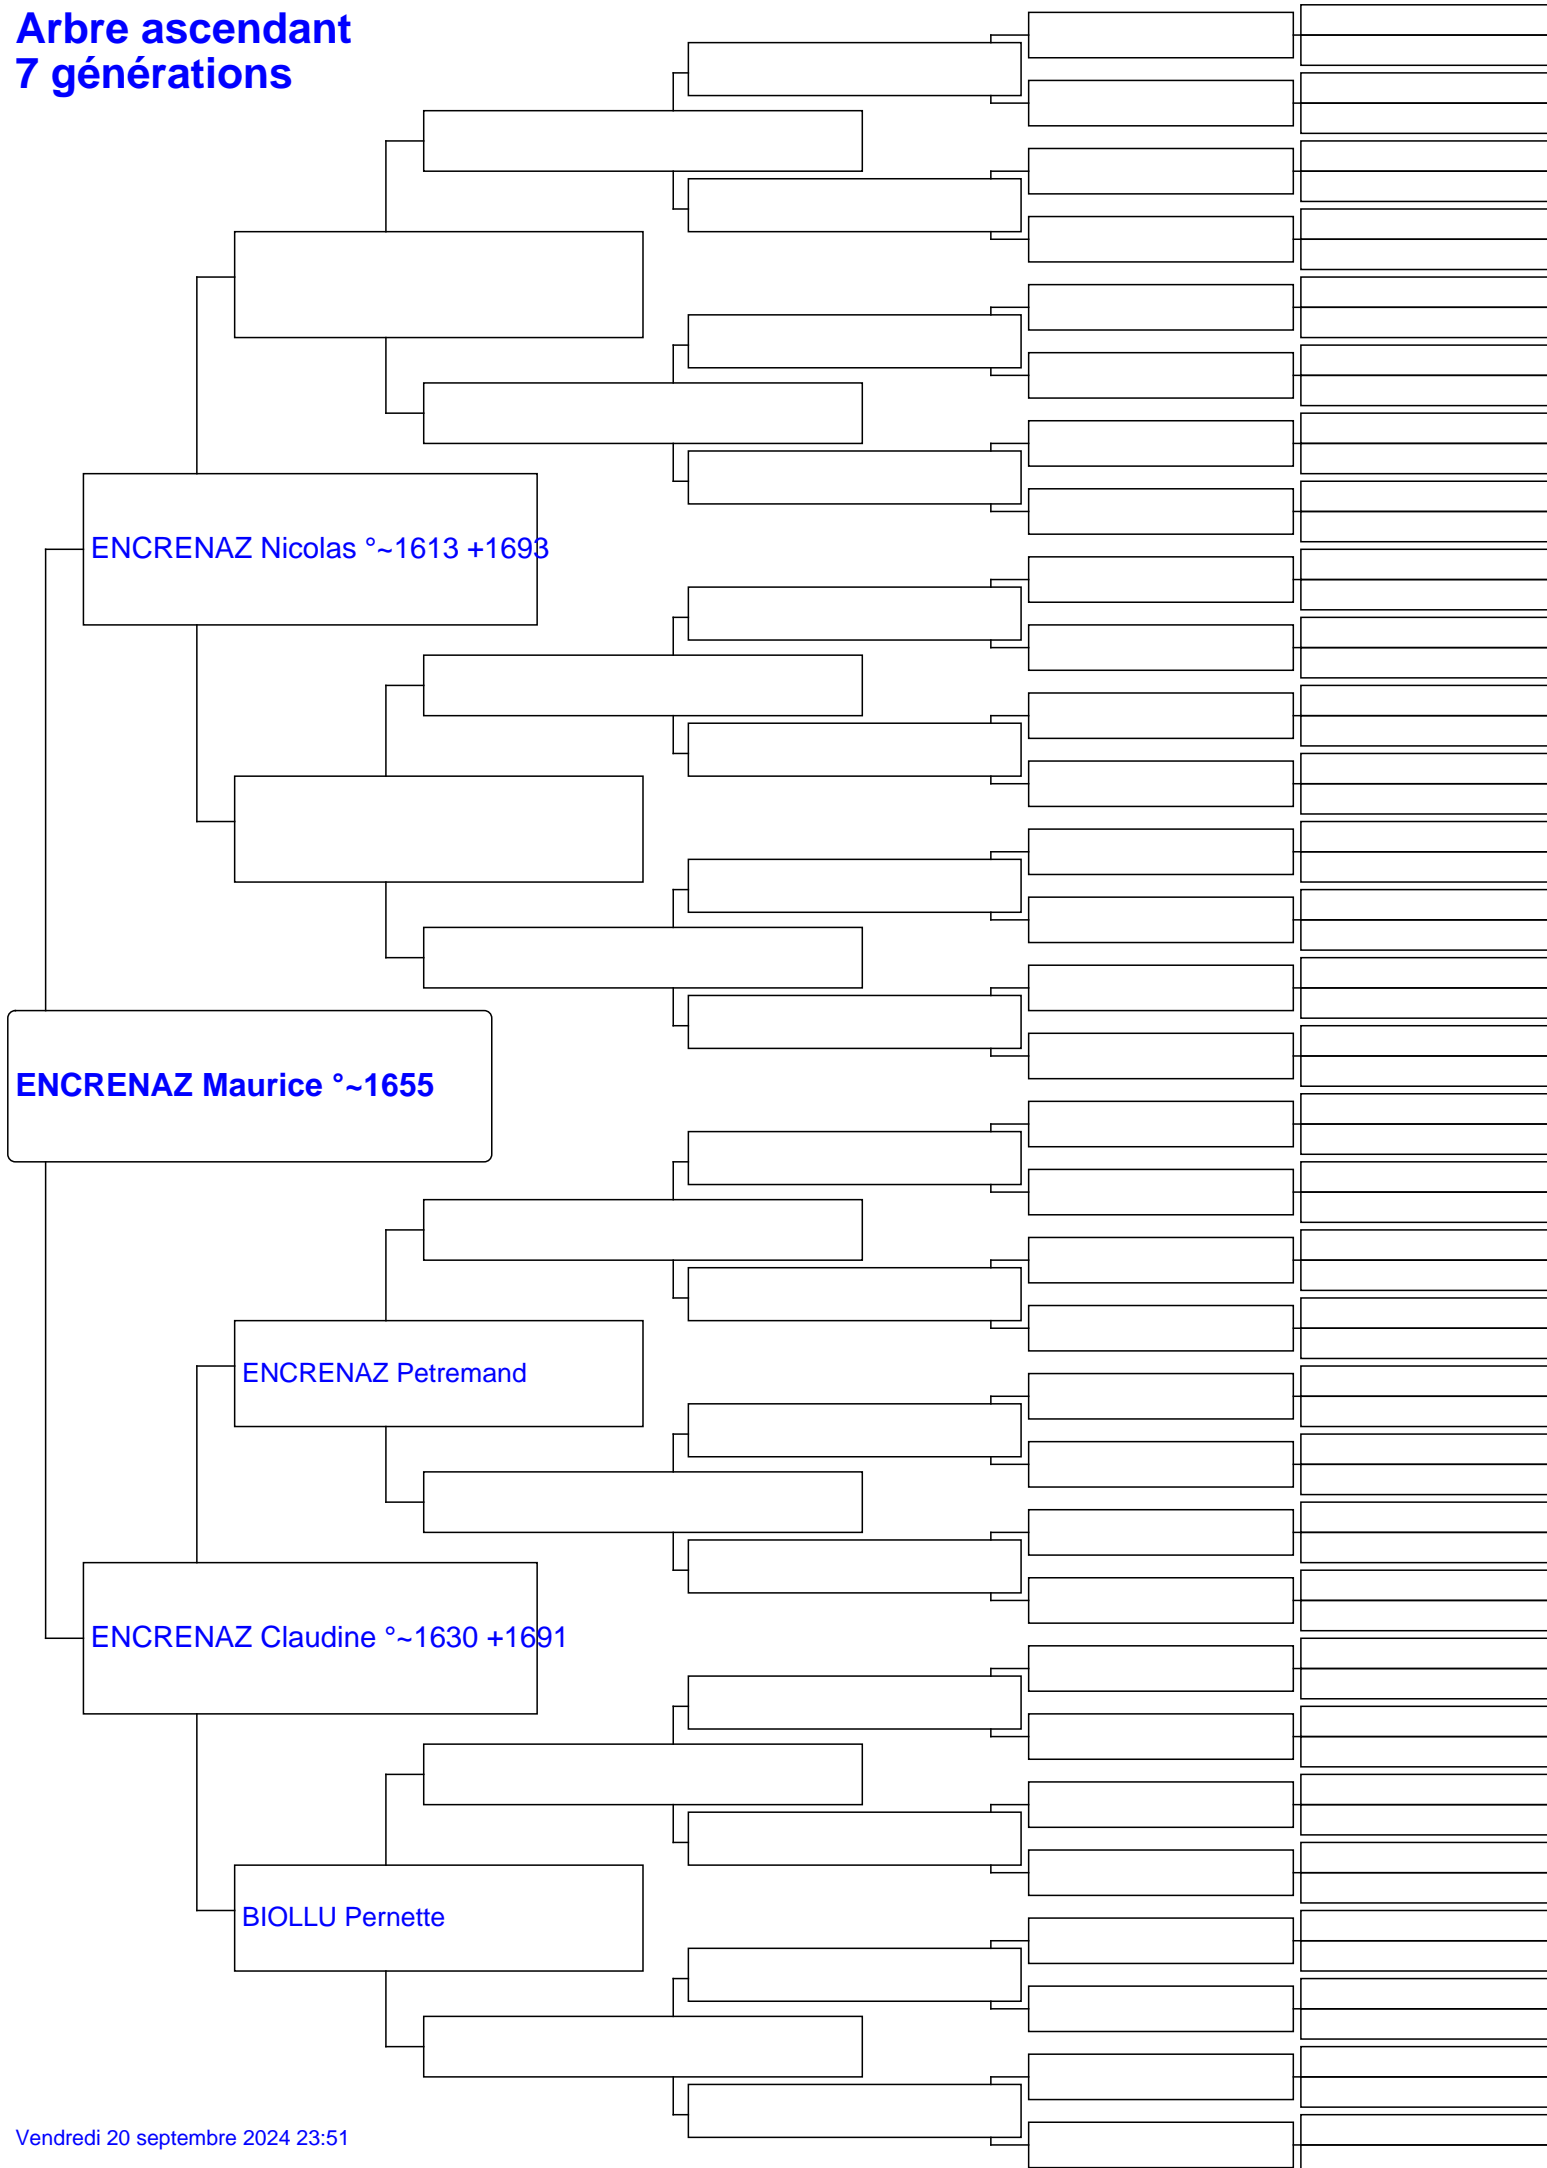 Arbre ascendant
7 générations
ENCRENAZ Nicolas °~1613 +1693
ENCRENAZ Maurice °~1655
ENCRENAZ Petremand
ENCRENAZ Claudine °~1630 +1691
BIOLLU Pernette
Vendredi 20 septembre 2024 23:51